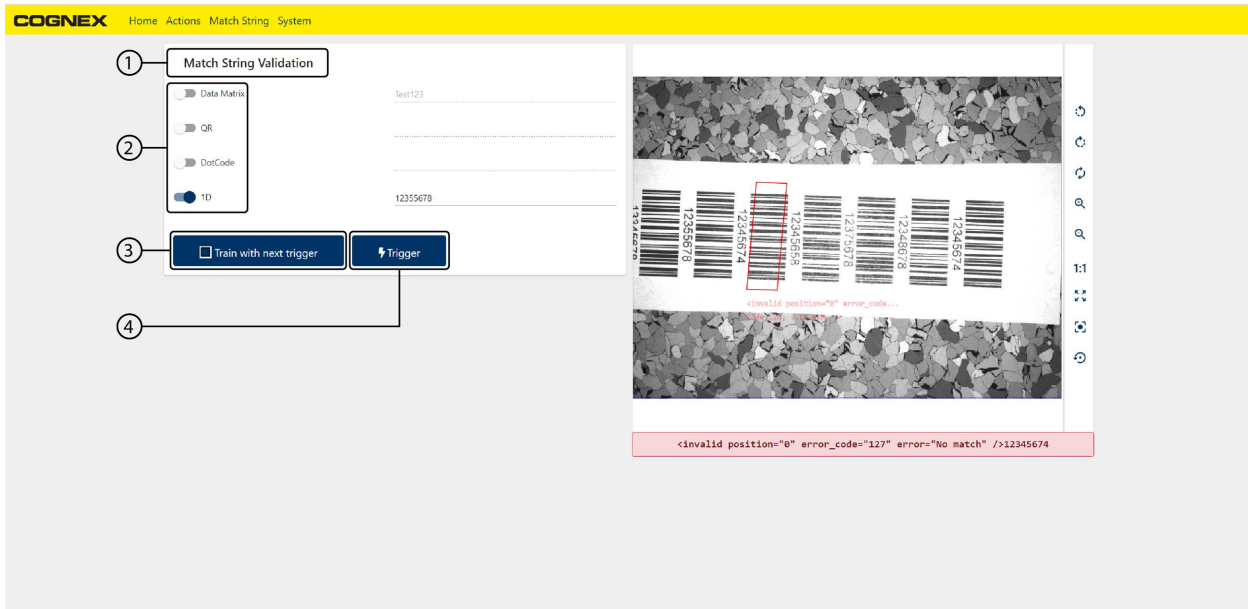 COGNEX Home Actions Match String System
1 Match String Validation
2
Data Matrix Test123
QR
DotCode
1D 12355678
3 Train with next trigger Trigger
4
12355678
12345674
12345658
12375678
12348678
12345674
<invalid position="0" error_code...
1:1
<invalid position="0" error_code="127" error="No match" />12345674